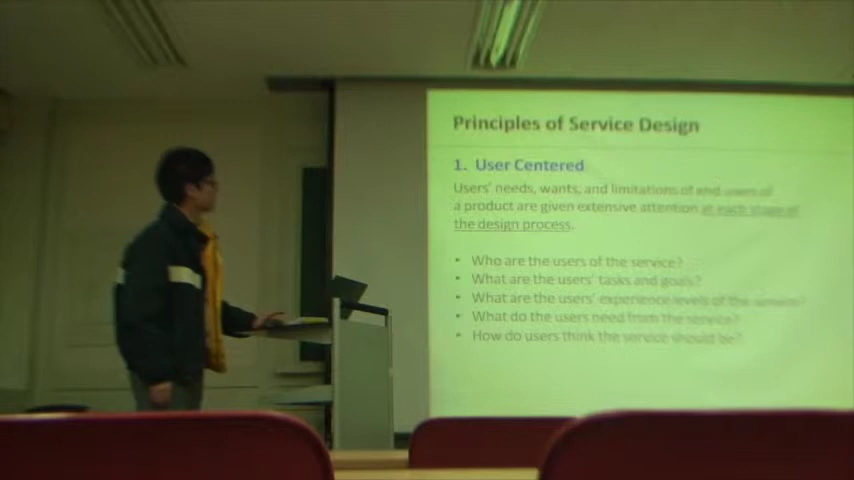 Principles of Service Design
1. User Centered
Users' needs, wants, and limitations of end users of
a product are given extensive attention at each stage of
the design process.
• Who are the users of the service?
• What are the users' tasks and goals?
• What are the users' experience levels of the service?
• What do the users need from the service?
• How do users think the service should be?